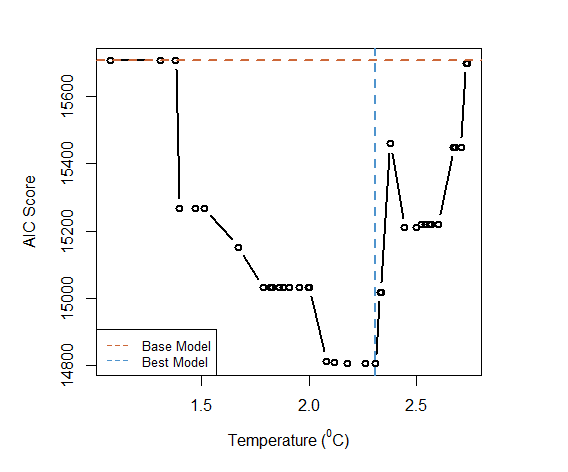 AIC Score
15600
15400
15200
15000
14800
Base Model
Best Model
1.5 2.0 2.5
Temperature (⁰C)